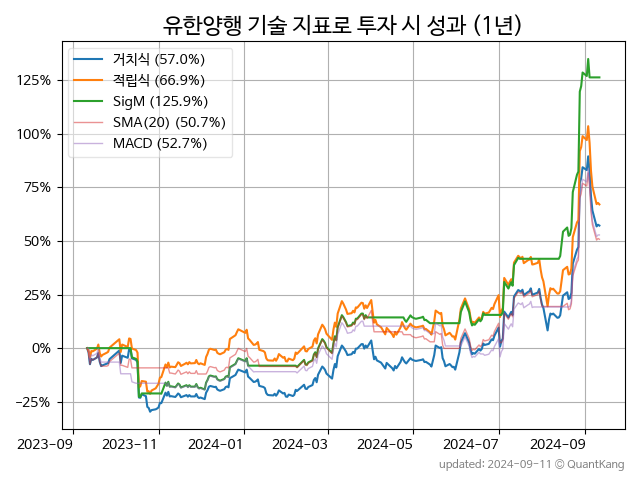 유한양행 기술 지표로 투자 시 성과 (1년)
거치식 (57.0%)
적립식 (66.9%)
SigM (125.9%)
SMA(20) (50.7%)
MACD (52.7%)
125%
100%
75%
50%
25%
0%
−25%
2023-09 2023-11 2024-01 2024-03 2024-05 2024-07 2024-09
updated: 2024-09-11 © QuantKang